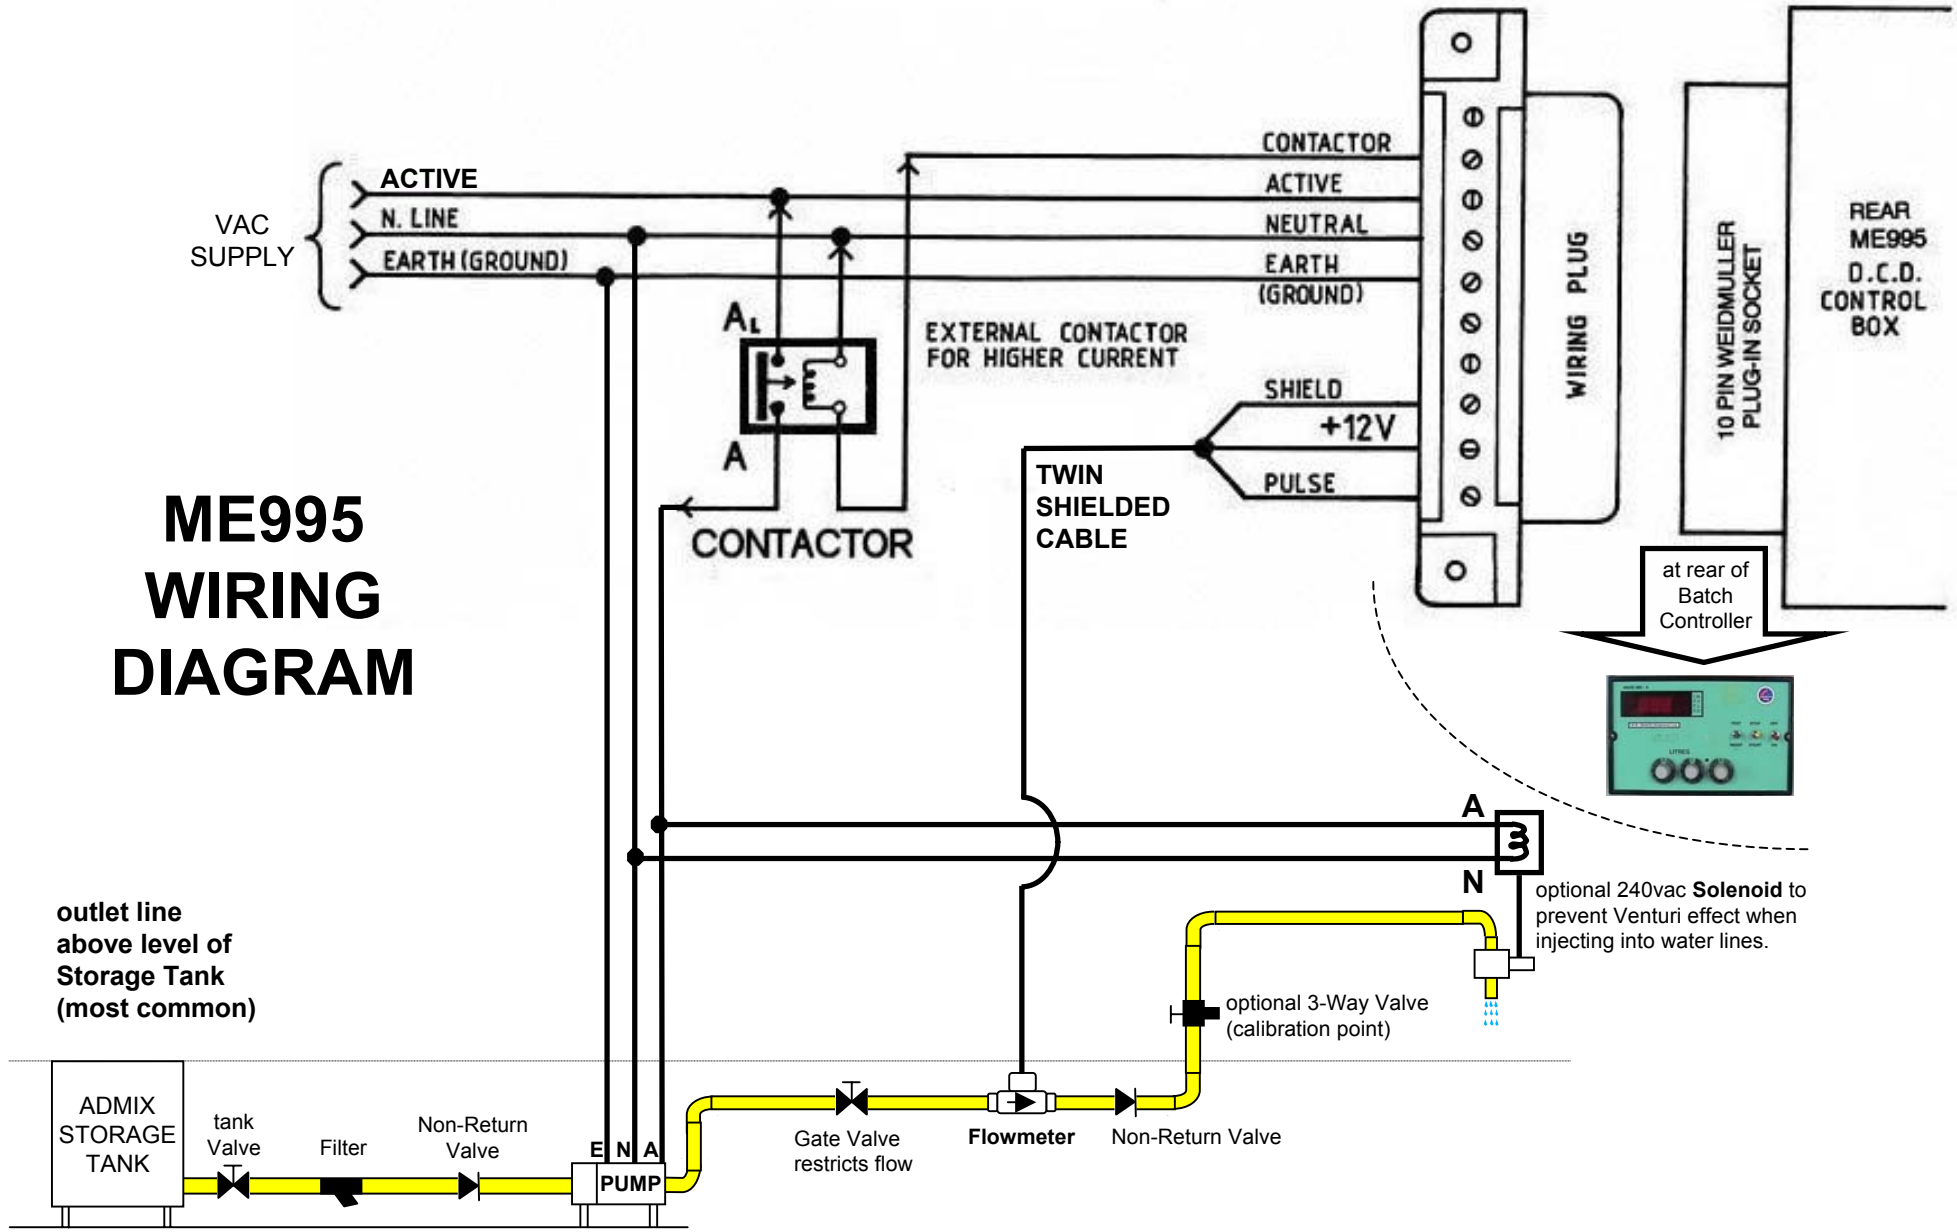 CONTACTOR
ACTIVE
ACTIVE
N. LINE
NEUTRAL
VAC
SUPPLY
EARTH (GROUND)
EARTH
(GROUND)
A L
EXTERNAL CONTACTOR
FOR HIGHER CURRENT
SHIELD
+12V
PULSE
A
CONTACTOR
TWIN
SHIELDED
CABLE
WIRING PLUG
10 PIN WEIDMULLER
PLUG-IN SOCKET
REAR
ME995
D.C.D.
CONTROL
BOX
at rear of
Batch
Controller
LITRES
ME995
WIRING
DIAGRAM
A
N
optional 240vac Solenoid to
prevent Venturi effect when
injecting into water lines.
outlet line
above level of
Storage Tank
(most common)
optional 3-Way Valve
(calibration point)
ADMIX
STORAGE
TANK
tank
Valve
Filter
Non-Return
Valve
E N A
PUMP
Gate Valve
restricts flow
Flowmeter
Non-Return Valve